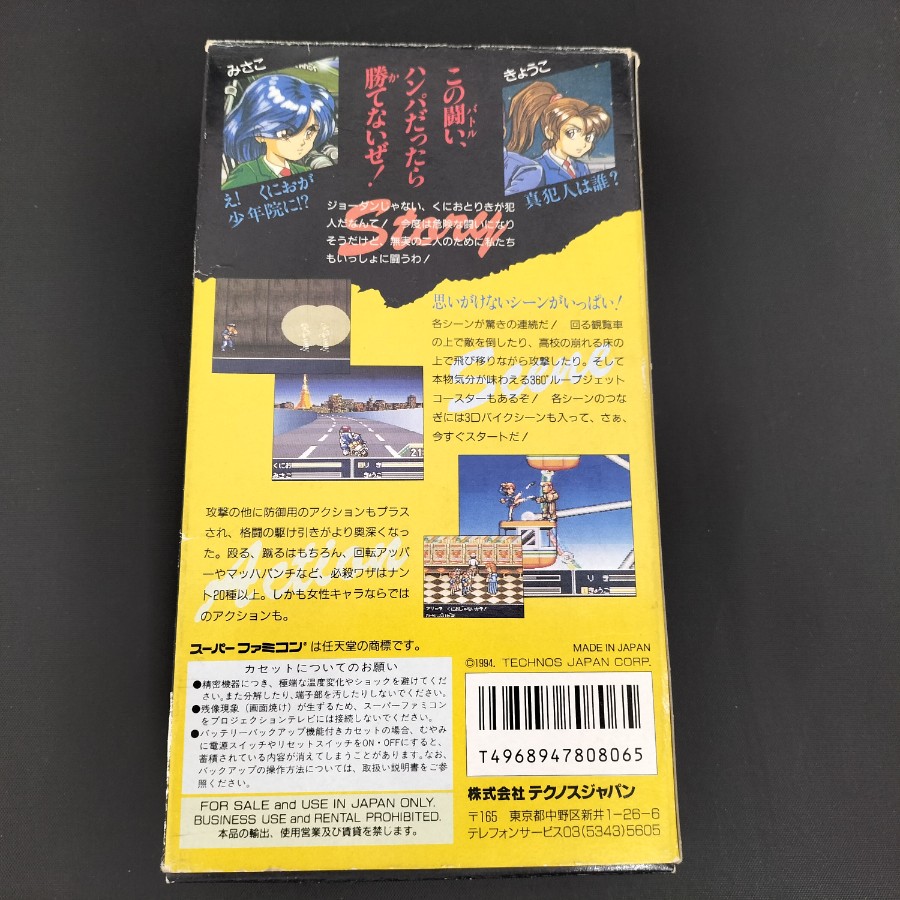 みさこ
この闘い、
バトル
ハンパだったら
勝てないぜ!
か
きょうこ
え! くにおが
少年院に!?
真犯人は誰?
Story
ジョーダンじゃない、くにおとりきが犯
人だなんて! 今度は危険な闘いになり
そうだけど、無実の二人のために私たち
もいっしょに闘うわ!
思いがけないシーンがいっぱい!
Scene
各シーンが驚きの連続だ! 回る観覧車
の上で敵を倒したり、高校の崩れる床の
上で飛び移りながら攻撃したり。そして
本物気分が味わえる360°ループジェット
コースターもあるぞ! 各シーンのつな
ぎには3Dバイクシーンも入って、さぁ、
今すぐスタートだ!
くにお
りき
みさこ
きょうこ
21
Action
攻撃の他に防御用のアクションもプラス
され、格闘の駆け引きがより奥深くなっ
た。殴る、蹴るはもちろん、回転アッパ
ーやマッハパンチなど、必殺ワザはナン
ト20種以上。しかも女性キャラならでは
のアクションも。
りき
きょうこ
スーパーファミコン®は任天堂の商標です。
カセットについてのお願い
●精密機器につき、極端な温度変化やショックを避けてくだ
さい。また分解したり、端子部を汚したりしないでください。
●残像現象(画面焼け)が生ずるため、スーパーファミコン
をプロジェクションテレビには接続しないでください。
●バッテリーバックアップ機能付きカセットの場合、むやみ
に電源スイッチやリセットスイッチをON・OFFにすると、
蓄積されている内容が消えてしまうことがあります。なお、
バックアップの操作方法については、取扱い説明書をご参
照ください。
FOR SALE and USE IN JAPAN ONLY.
BUSINESS USE and RENTAL PROHIBITED.
本品の輸出、使用営業及び賃貸を禁じます。
MADE IN JAPAN
©1994. TECHNOS JAPAN CORP.
T4968947808065
株式会社 テクノスジャパン
〒165 東京都中野区新井1-26-6
テレフォンサービス03(5343)5605